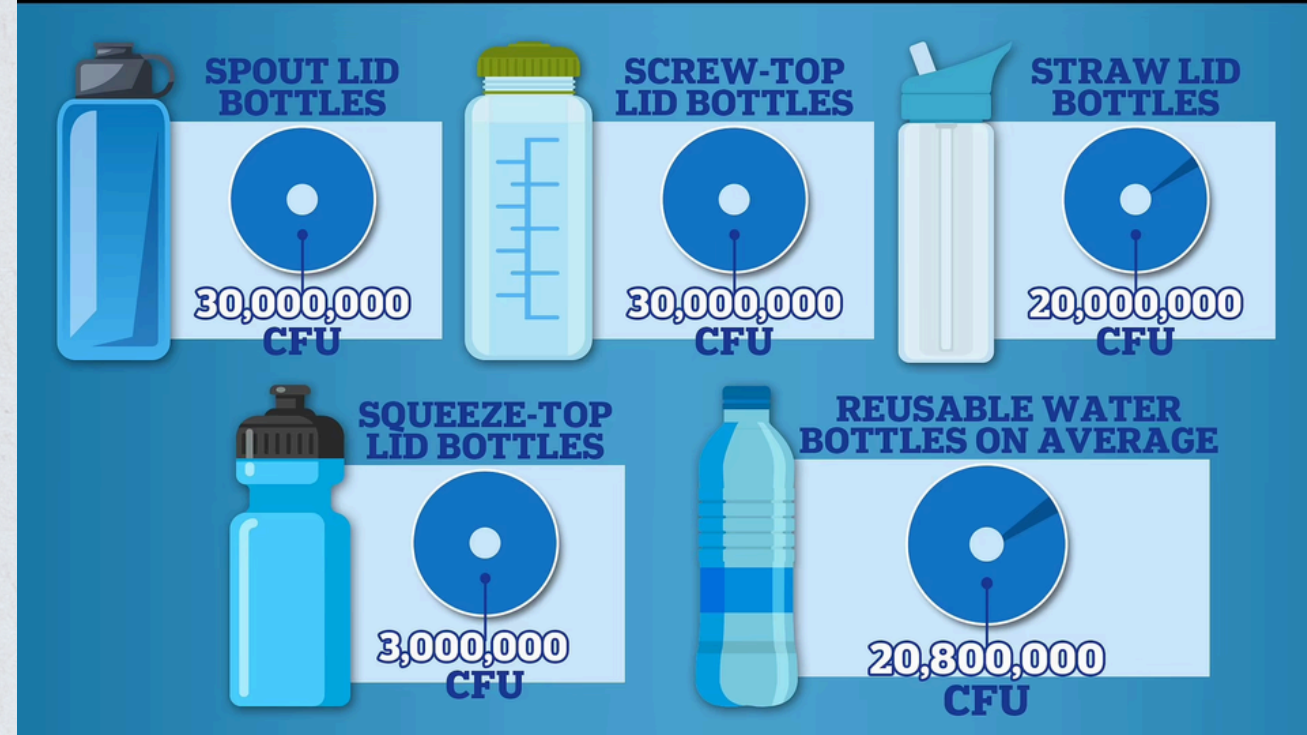 SPOUT LID
BOTTLES
30,000,000
CFU
SCREW-TOP
LID BOTTLES
30,000,000
CFU
STRAW LID
BOTTLES
20,000,000
CFU
SQUEEZE-TOP
LID BOTTLES
3,000,000
CFU
REUSABLE WATER
BOTTLES ON AVERAGE
20,800,000
CFU